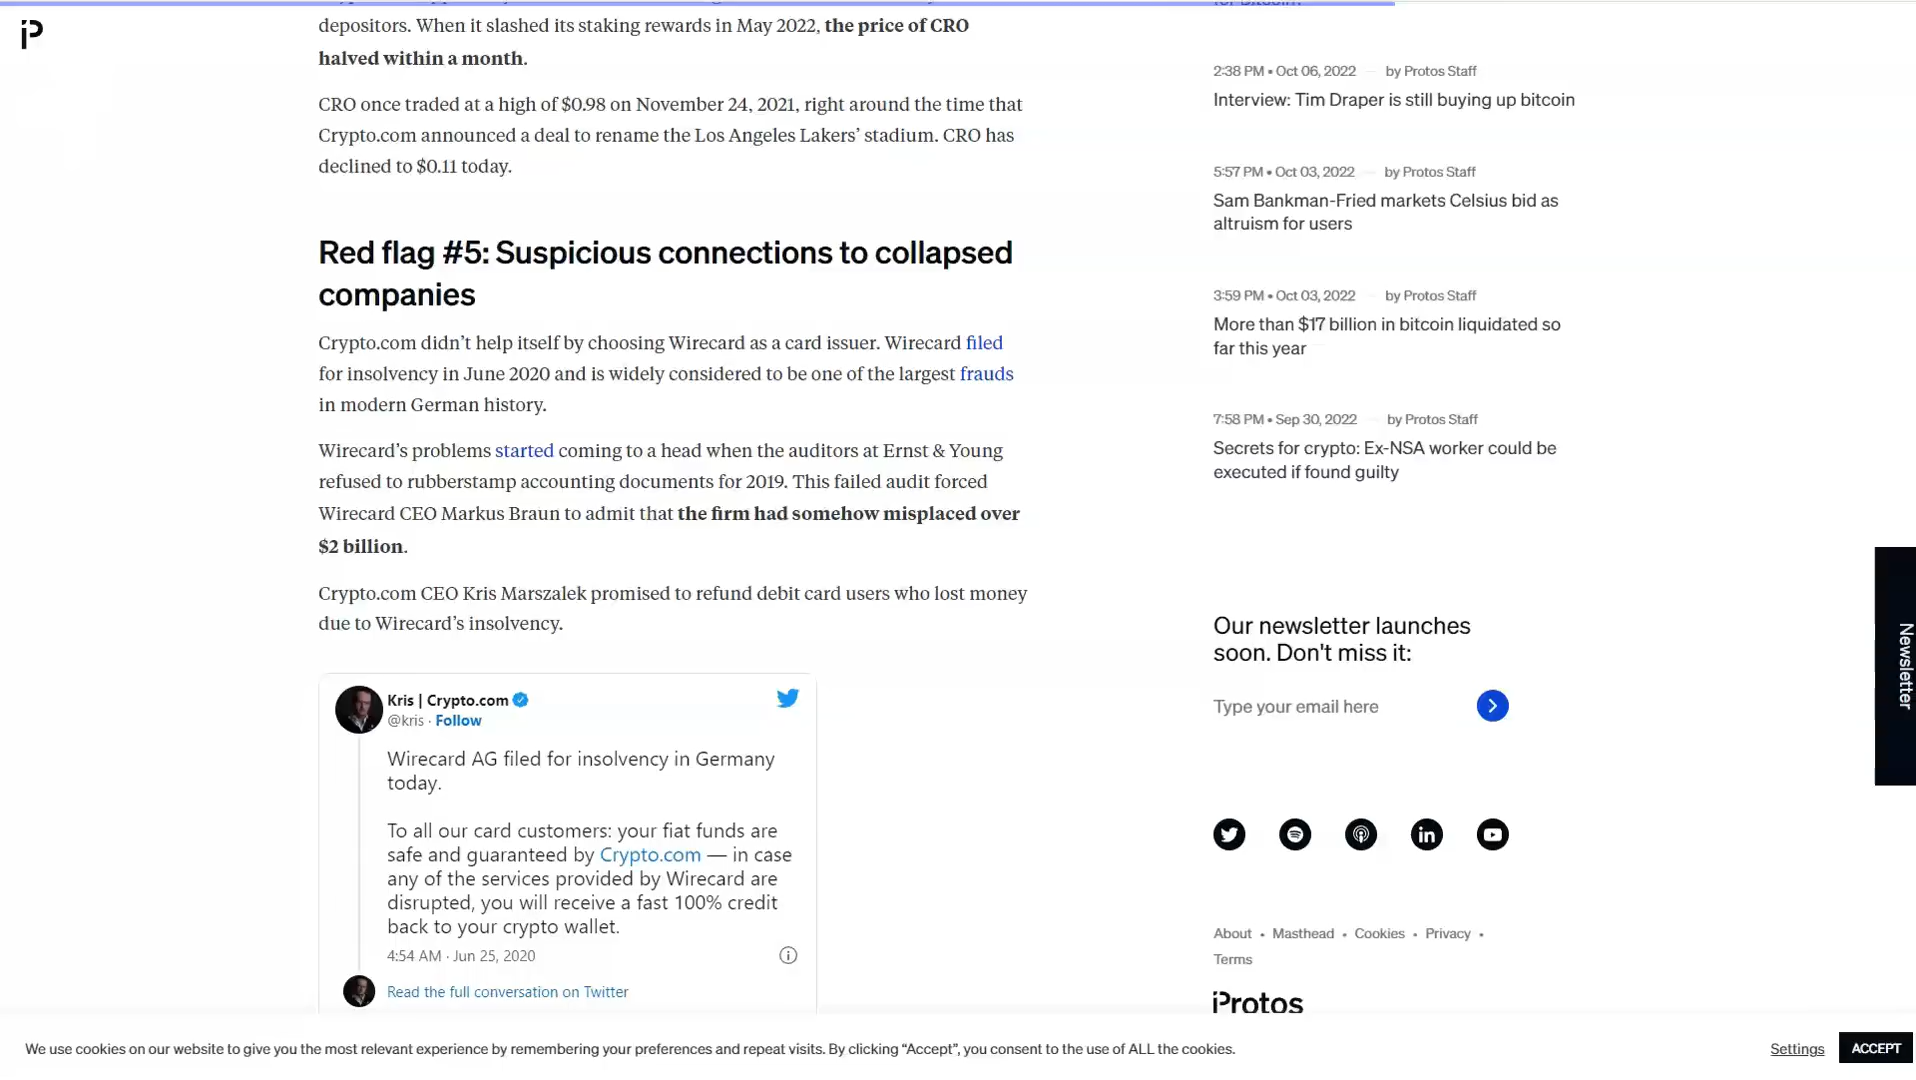 depositors. When it slashed its staking rewards in May 2022, the price of CRO
halved within a month.
CRO once traded at a high of $0.98 on November 24, 2021, right around the time that
Crypto.com announced a deal to rename the Los Angeles Lakers’ stadium. CRO has
declined to $0.11 today.
Red flag #5: Suspicious connections to collapsed
companies
Crypto.com didn’t help itself by choosing Wirecard as a card issuer. Wirecard filed
for insolvency in June 2020 and is widely considered to be one of the largest frauds
in modern German history.
Wirecard’s problems started coming to a head when the auditors at Ernst & Young
refused to rubberstamp accounting documents for 2019. This failed audit forced
Wirecard CEO Markus Braun to admit that the firm had somehow misplaced over
$2 billion.
Crypto.com CEO Kris Marszalek promised to refund debit card users who lost money
due to Wirecard’s insolvency.
Kris | Crypto.com
@kris · Follow
Wirecard AG filed for insolvency in Germany
today.
To all our card customers: your fiat funds are
safe and guaranteed by Crypto.com — in case
any of the services provided by Wirecard are
disrupted, you will receive a fast 100% credit
back to your crypto wallet.
4:54 AM · Jun 25, 2020
Read the full conversation on Twitter
2:38 PM • Oct 06, 2022 — by Protos Staff
Interview: Tim Draper is still buying up bitcoin
5:57 PM • Oct 03, 2022 — by Protos Staff
Sam Bankman-Fried markets Celsius bid as
altruism for users
3:59 PM • Oct 03, 2022 — by Protos Staff
More than $17 billion in bitcoin liquidated so
far this year
7:58 PM • Sep 30, 2022 — by Protos Staff
Secrets for crypto: Ex-NSA worker could be
executed if found guilty
Our newsletter launches
soon. Don't miss it:
Type your email here
Newsletter
in
About • Masthead • Cookies • Privacy •
Terms
Protos
We use cookies on our website to give you the most relevant experience by remembering your preferences and repeat visits. By clicking “Accept”, you consent to the use of ALL the cookies.
Settings
ACCEPT